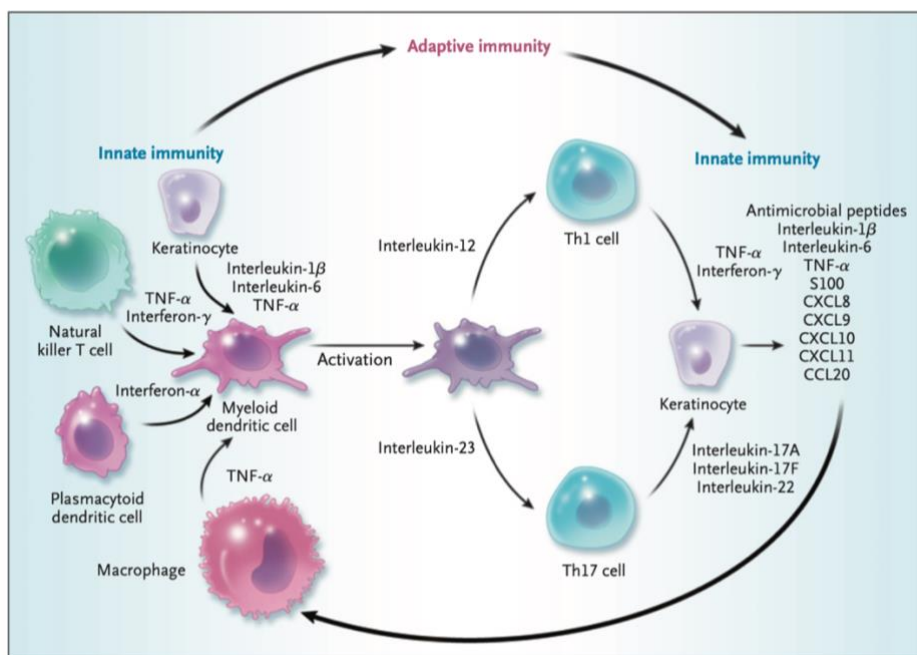 Adaptive immunity
Innate immunity
Innate immunity
Keratinocyte
Interleukin-1β
Interleukin-6
TNF-α
Natural
killer T cell
TNF-α
Interferon-γ
Interferon-α
Plasmacytoid
dendritic cell
Myeloid
dendritic cell
TNF-α
Macrophage
Activation
Interleukin-12
Interleukin-23
Th1 cell
Th17 cell
TNF-α
Interferon-γ
Keratinocyte
Interleukin-17A
Interleukin-17F
Interleukin-22
Antimicrobial peptides
Interleukin-1β
Interleukin-6
TNF-α
S100
CXCL8
CXCL9
CXCL10
CXCL11
CCL20